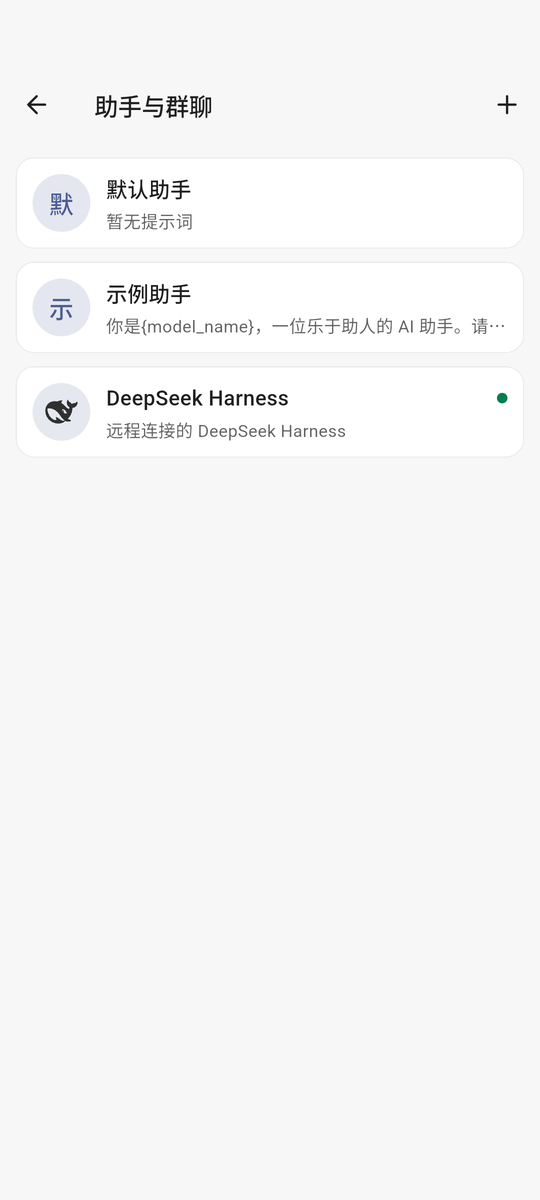 助手与群聊
默
默认助手
暂无提示词
示
示例助手
你是{model_name}，一位乐于助人的 AI 助手。请…
DeepSeek Harness
远程连接的 DeepSeek Harness